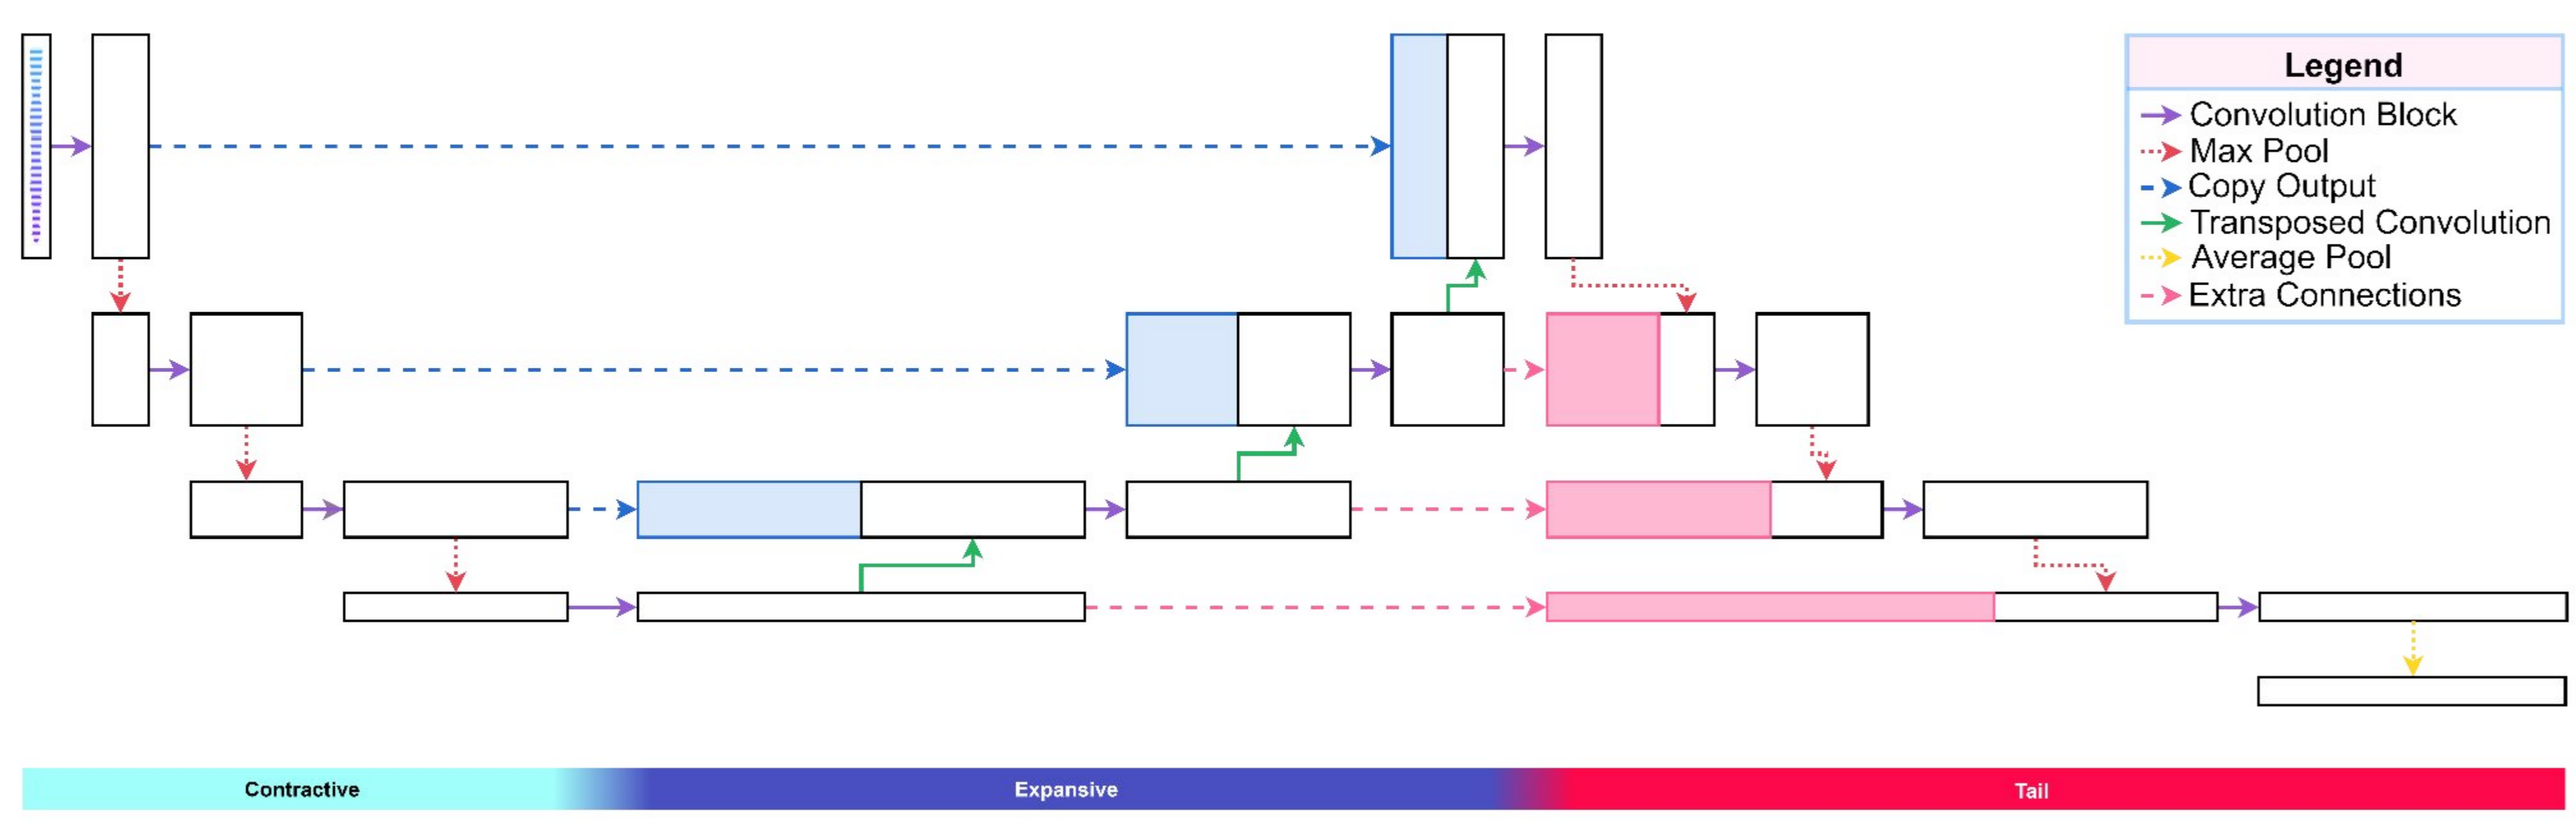 Legend
Convolution Block
Max Pool
Copy Output
Transposed Convolution
Average Pool
Extra Connections
Contractive
Expansive
Tail